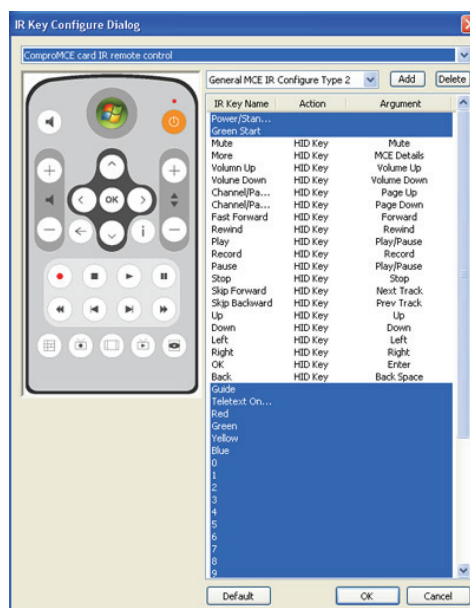 IR Key Configure Dialog
ComproMCE card IR remote control
General MCE IR Configure Type 2 Add Delete
IR Key Name Action Argument
Power/Stan...
Green Start
Mute HID Key Mute
More HID Key MCE Details
Volumn Up HID Key Volume Up
Volune Down HID Key Volume Down
Channel/Pa... HID Key Page Up
Channel/Pa... HID Key Page Down
Fast Forward HID Key Forward
Rewind HID Key Rewind
Play HID Key Play/Pause
Record HID Key Record
Pause HID Key Play/Pause
Stop HID Key Stop
Skip Forward HID Key Next Track
Skjp Backward HID Key Prev Track
Up HID Key Up
Down HID Key Down
Left HID Key Left
Right HID Key Right
OK HID Key Enter
Back HID Key Back Space
Guide
Teletext On...
Red
Green
Yellow
Blue
0
1
2
3
4
5
6
7
8
9
OK
i
Default OK Cancel